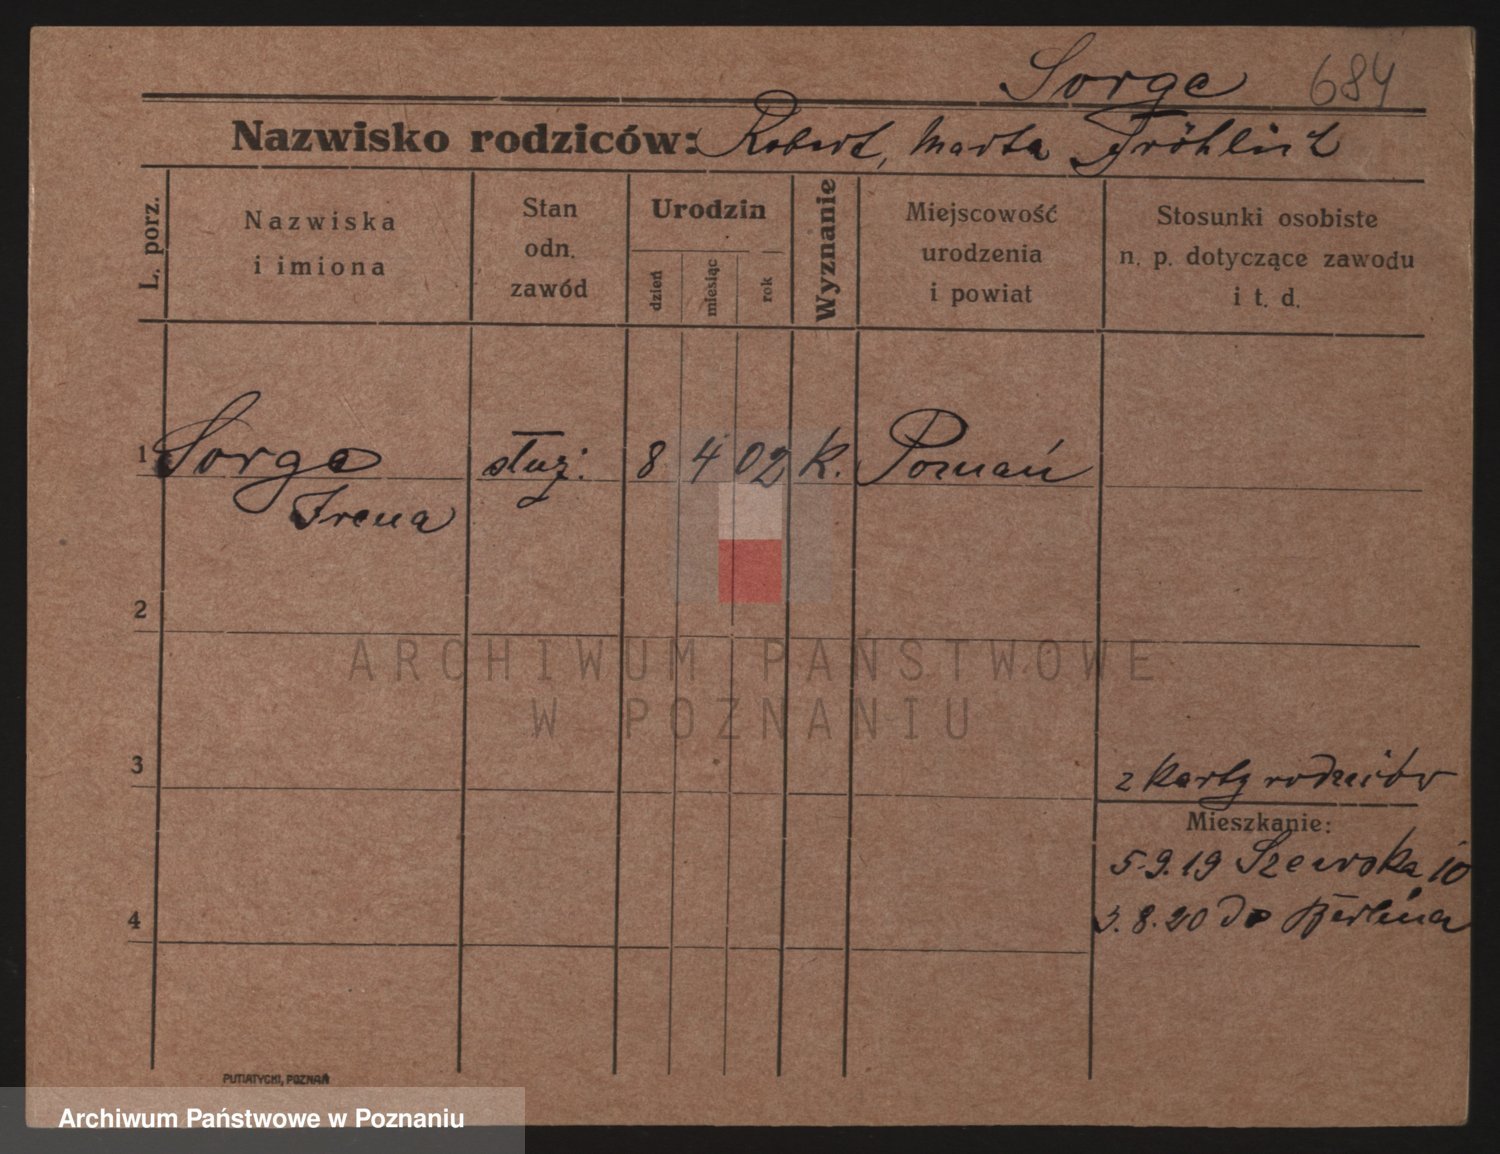 Sorge 684
Nazwisko rodziców: Robert, Marta Fröhlich
L. porz.
Nazwiska
i imiona
Stan
odn.
zawód
Urodzin
dzień
miesiąc
rok
Wyznanie
Miejscowość
urodzenia
i powiat
Stosunki osobiste
n. p. dotyczące zawodu
i t. d.
1 Sorge służ. 8 4 02 k. Poznań
Irena
2
ARCHIWUM PAŃSTWOWE
W POZNANIU
3
z karty rodziców
Mieszkanie:
5.9.19 Szewska 10
4
3.8.20 do Berlina
PUTIATYCKI, POZNAŃ
Archiwum Państwowe w Poznaniu